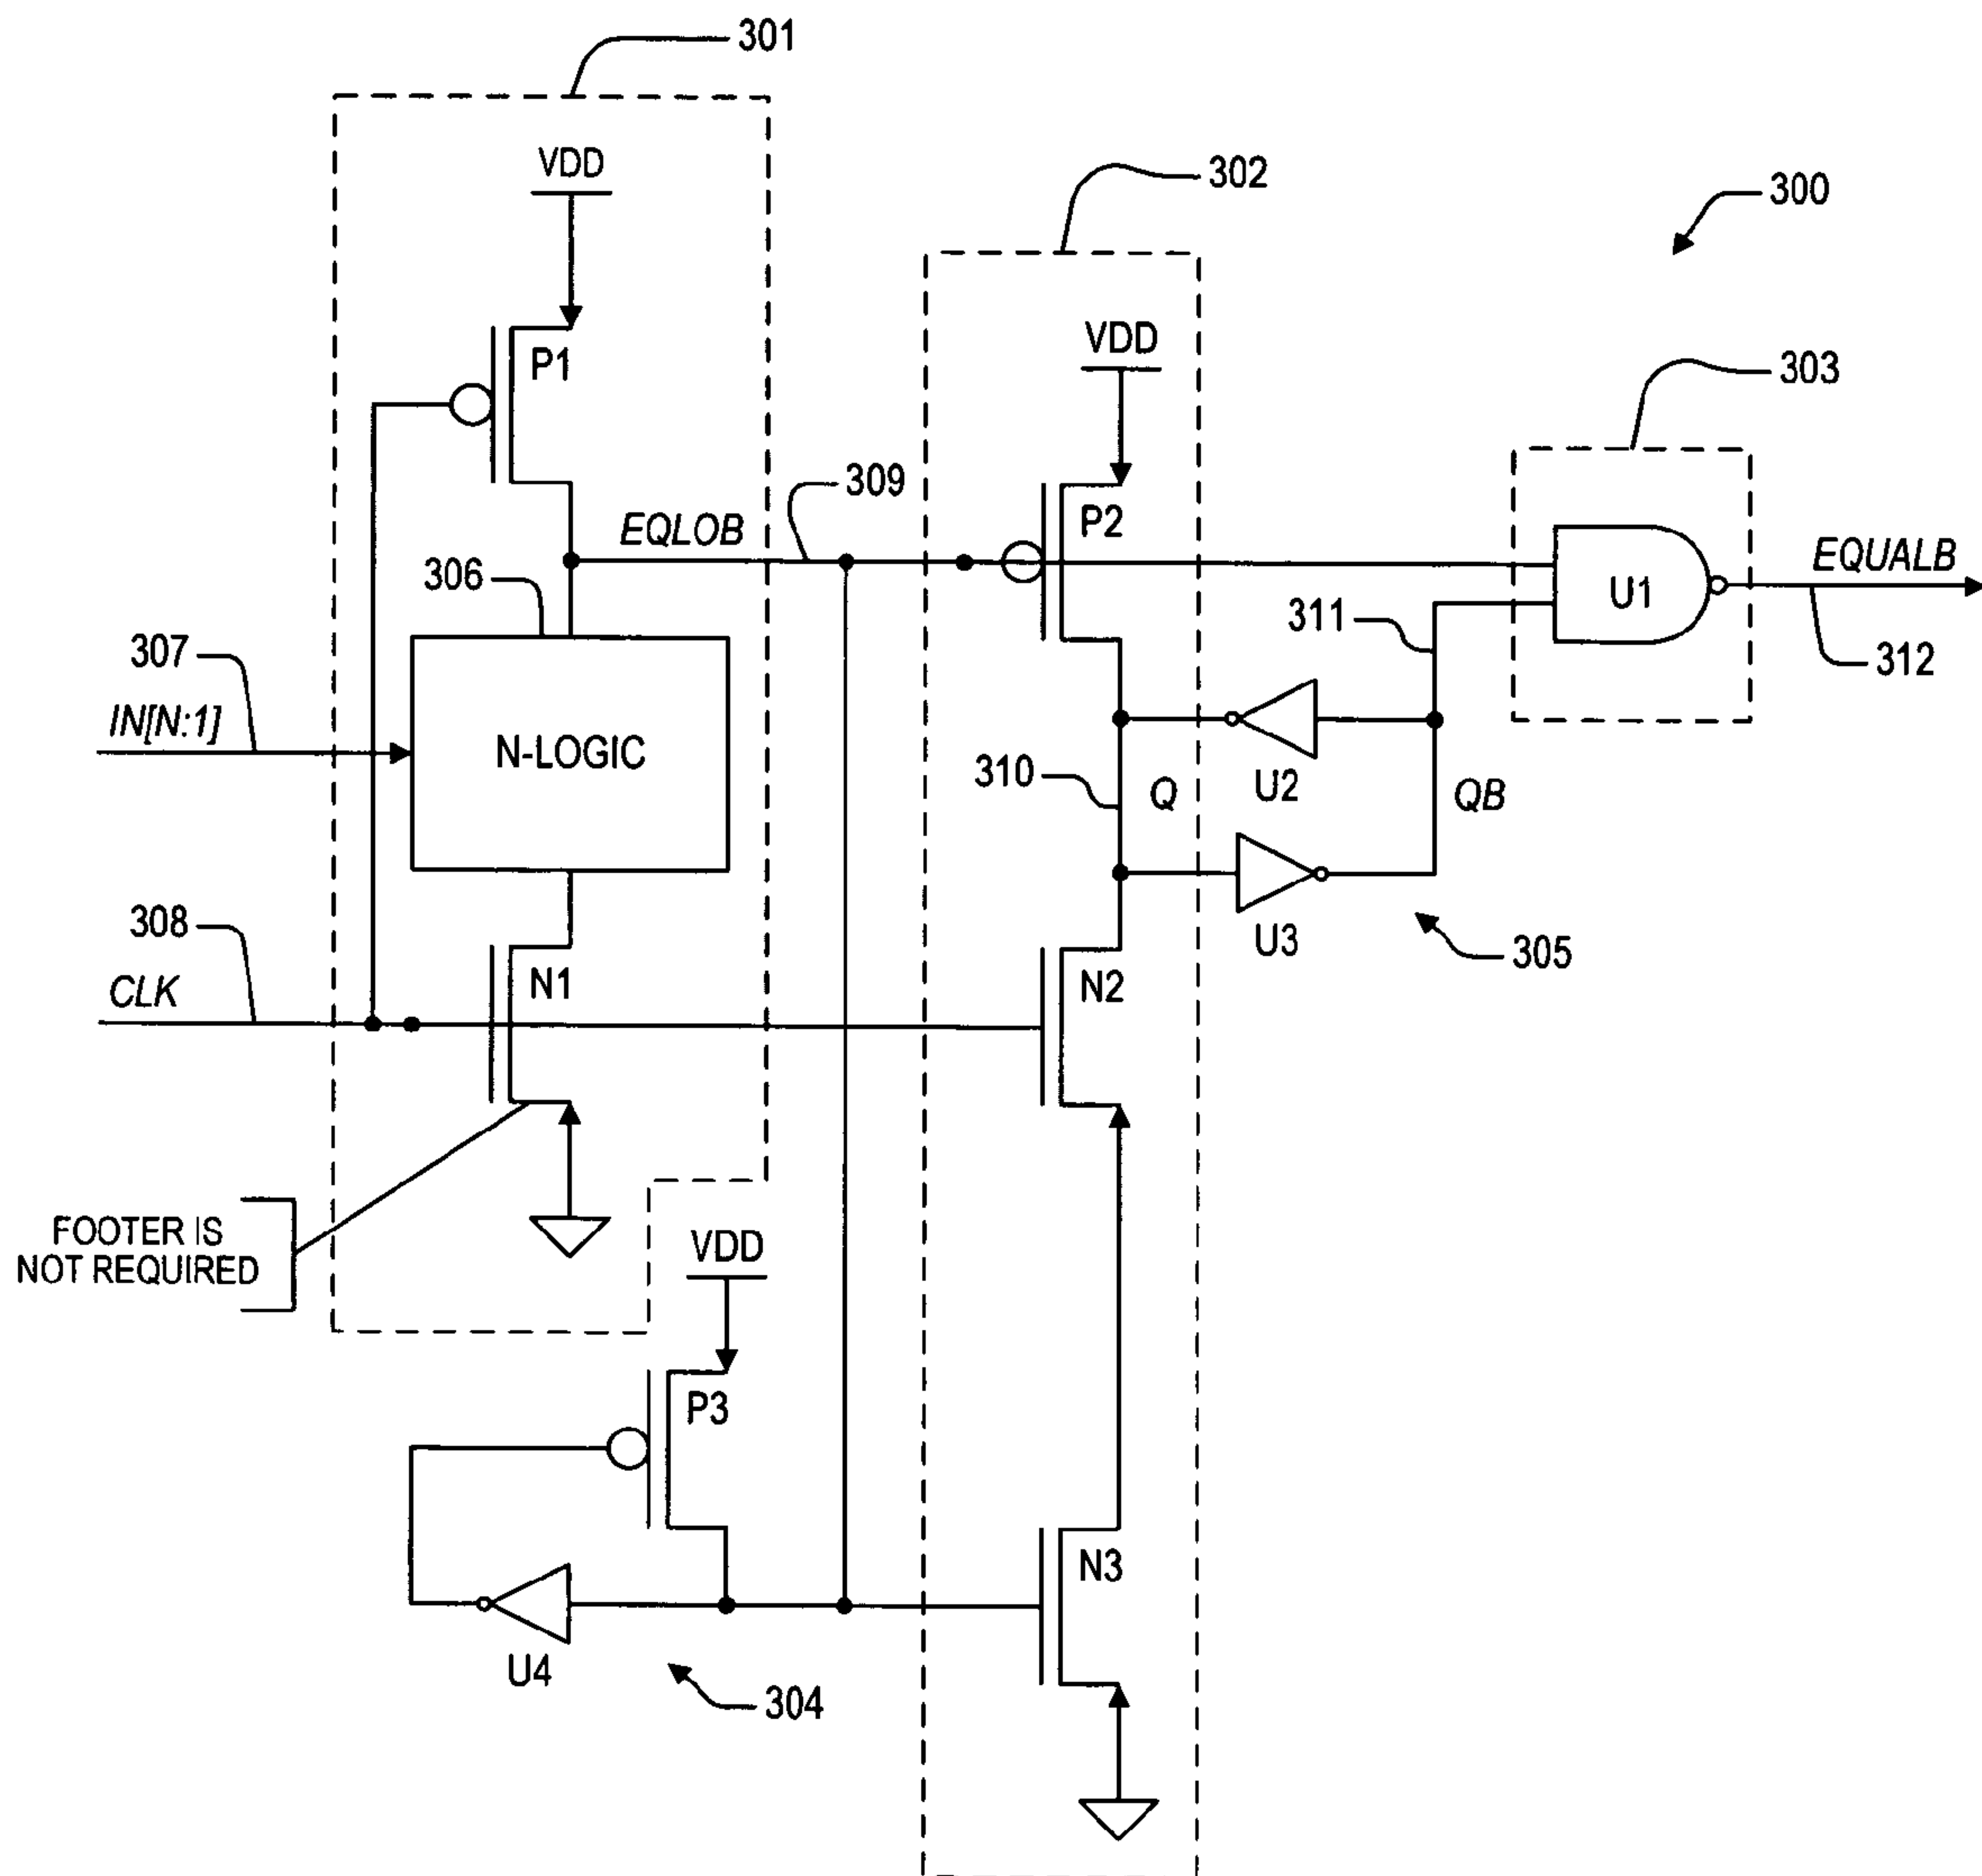 301
VDD
302
300
P1
VDD
303
309
EQLOB
P2
306
EQUALB
U1
311
307
312
IN[N:1]
N-LOGIC
310
Q
U2
QB
308
U3
305
CLK
N1
N2
FOOTER IS
NOT REQUIRED
VDD
P3
N3
U4
304